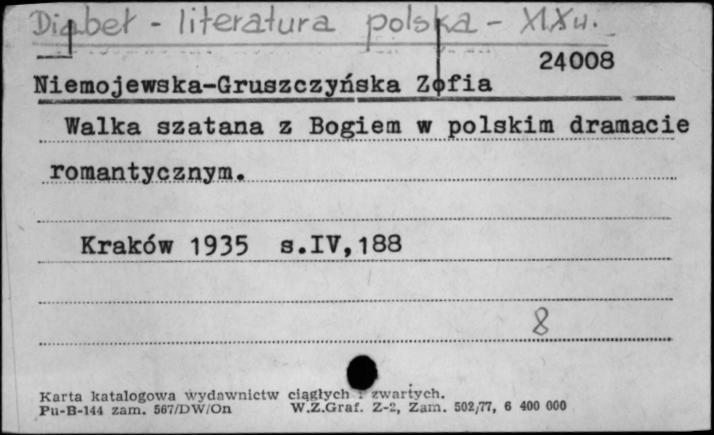 Diabeł - literatura polska - XIX w.
24008
Niemojewska-Gruszczyńska Zofia
Walka szatana z Bogiem w polskim dramacie
romantycznym.
Kraków 1935 s.IV,188
8
Karta katalogowa wydawnictw ciągłych i zwartych.
Pu-B-144 zam. 567/DW/On W.Z.Graf. Z-2, Zam. 502/77, 6 400 000